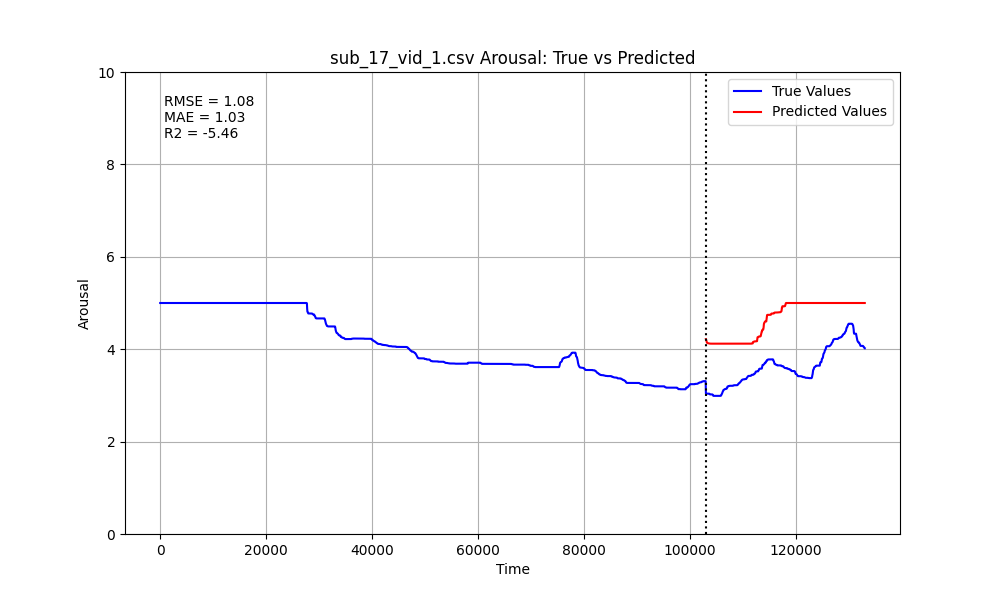 sub_17_vid_1.csv Arousal: True vs Predicted
RMSE = 1.08
MAE = 1.03
R2 = -5.46
True Values
Predicted Values
Arousal
10
8
6
4
2
0
0 20000 40000 60000 80000 100000 120000
Time